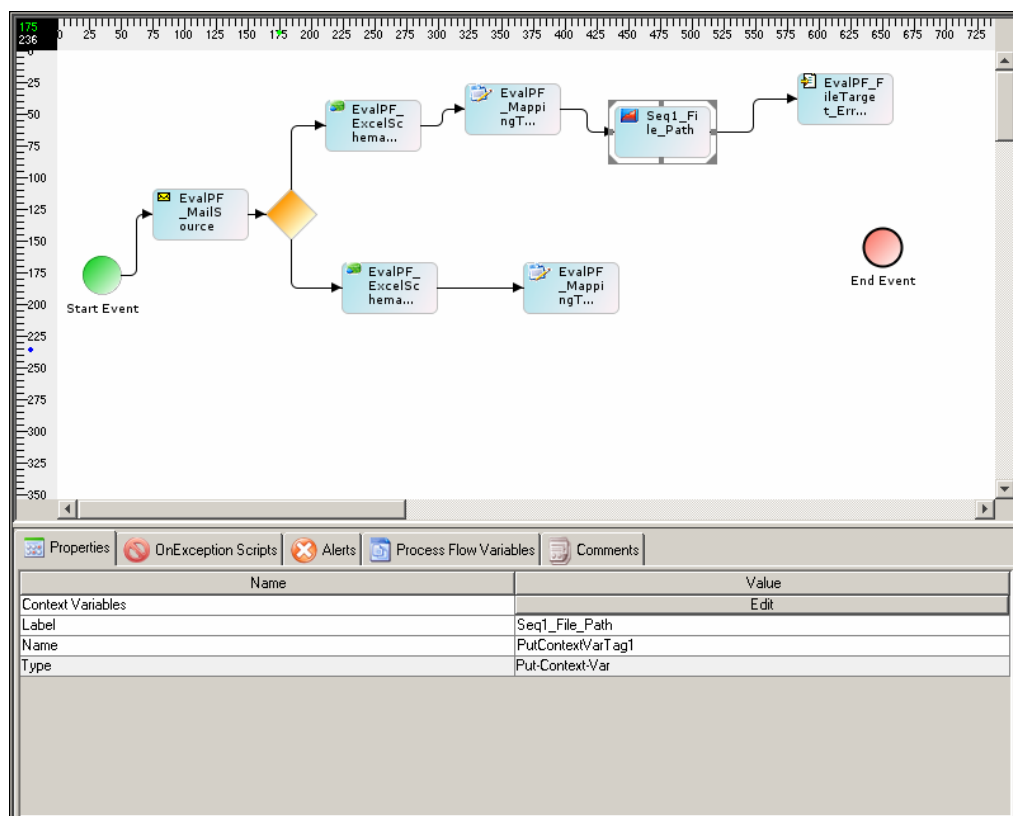 175
236
0 25 50 75 100 125 150 175 200 225 250 275 300 325 350 375 400 425 450 475 500 525 550 575 600 625 650 675 700 725
0
25
50
75
100
125
150
175
200
225
250
275
300
325
350
EvalPF_
ExcelSc
hema...
EvalPF
_Mappi
ngT...
Seq1_Fi
le_Path
EvalPF_F
ileTarge
t_Err...
EvalPF
_MailS
ource
Start Event
EvalPF_
ExcelSc
hema...
EvalPF
_Mappi
ngT...
End Event
Properties OnException Scripts Alerts Process Flow Variables Comments
Name Value
Context Variables Edit
Label Seq1_File_Path
Name PutContextVarTag1
Type Put-Context-Var